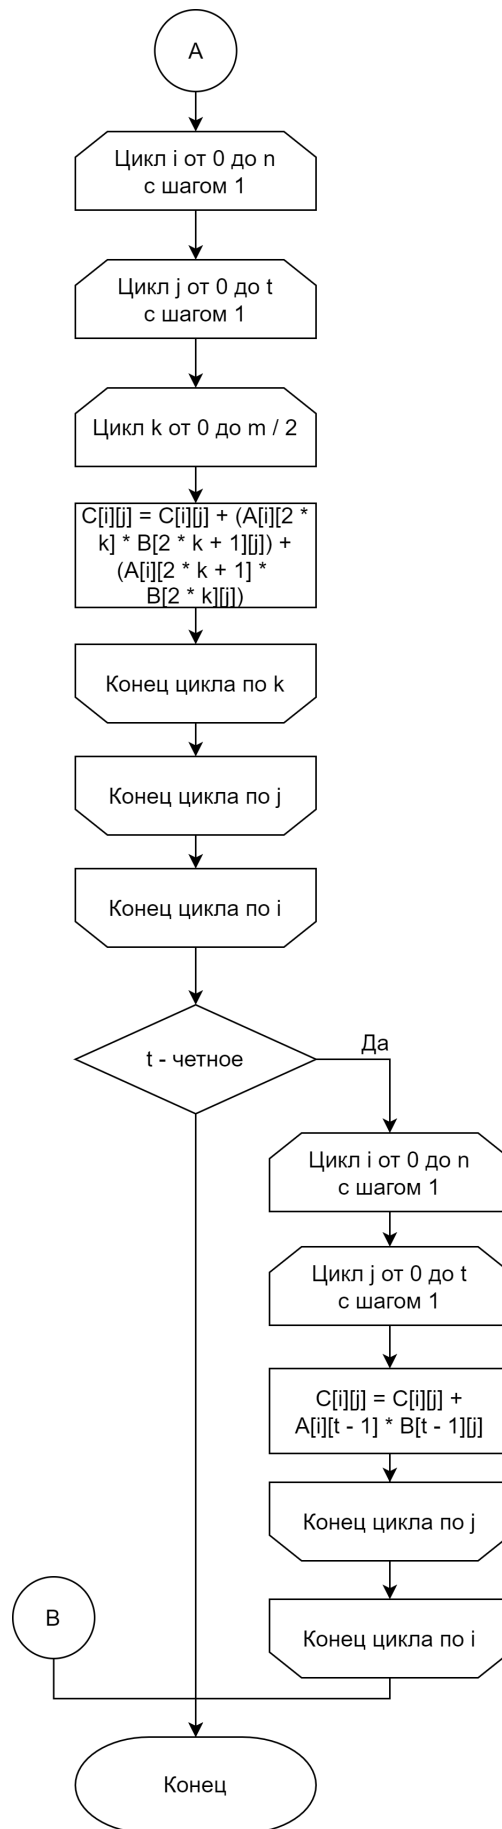 A
Цикл i от 0 до n
с шагом 1
Цикл j от 0 до t
с шагом 1
Цикл k от 0 до m / 2
C[i][j] = C[i][j] + (A[i][2 *
k] * B[2 * k + 1][j]) +
(A[i][2 * k + 1] *
B[2 * k][j])
Конец цикла по k
Конец цикла по j
Конец цикла по i
t - четное
Да
Цикл i от 0 до n
с шагом 1
Цикл j от 0 до t
с шагом 1
C[i][j] = C[i][j] +
A[i][t - 1] * B[t - 1][j]
Конец цикла по j
B
Конец цикла по i
Конец